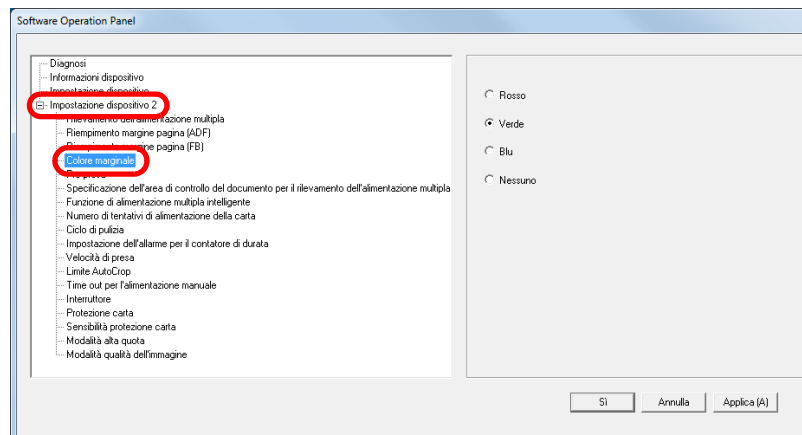 Software Operation Panel
Diagnosi
Informazioni dispositivo
Impostazione dispositivo
Impostazione dispositivo 2
Rilevamento dell'alimentazione multipla
Riempimento margine pagina (ADF)
Riempimento margine pagina (FB)
Colore marginale
Pre presa
Specificazione dell'area di controllo del documento per il rilevamento dell'alimentazione multipla
Funzione di alimentazione multipla intelligente
Numero di tentativi di alimentazione della carta
Ciclo di pulizia
Impostazione dell'allarme per il contatore di durata
Velocità di presa
Limite AutoCrop
Time out per l'alimentazione manuale
Interruttore
Protezione carta
Sensibilità protezione carta
Modalità alta quota
Modalità qualità dell'immagine
Rosso
Verde
Blu
Nessuno
Sì Annulla Applica (A)